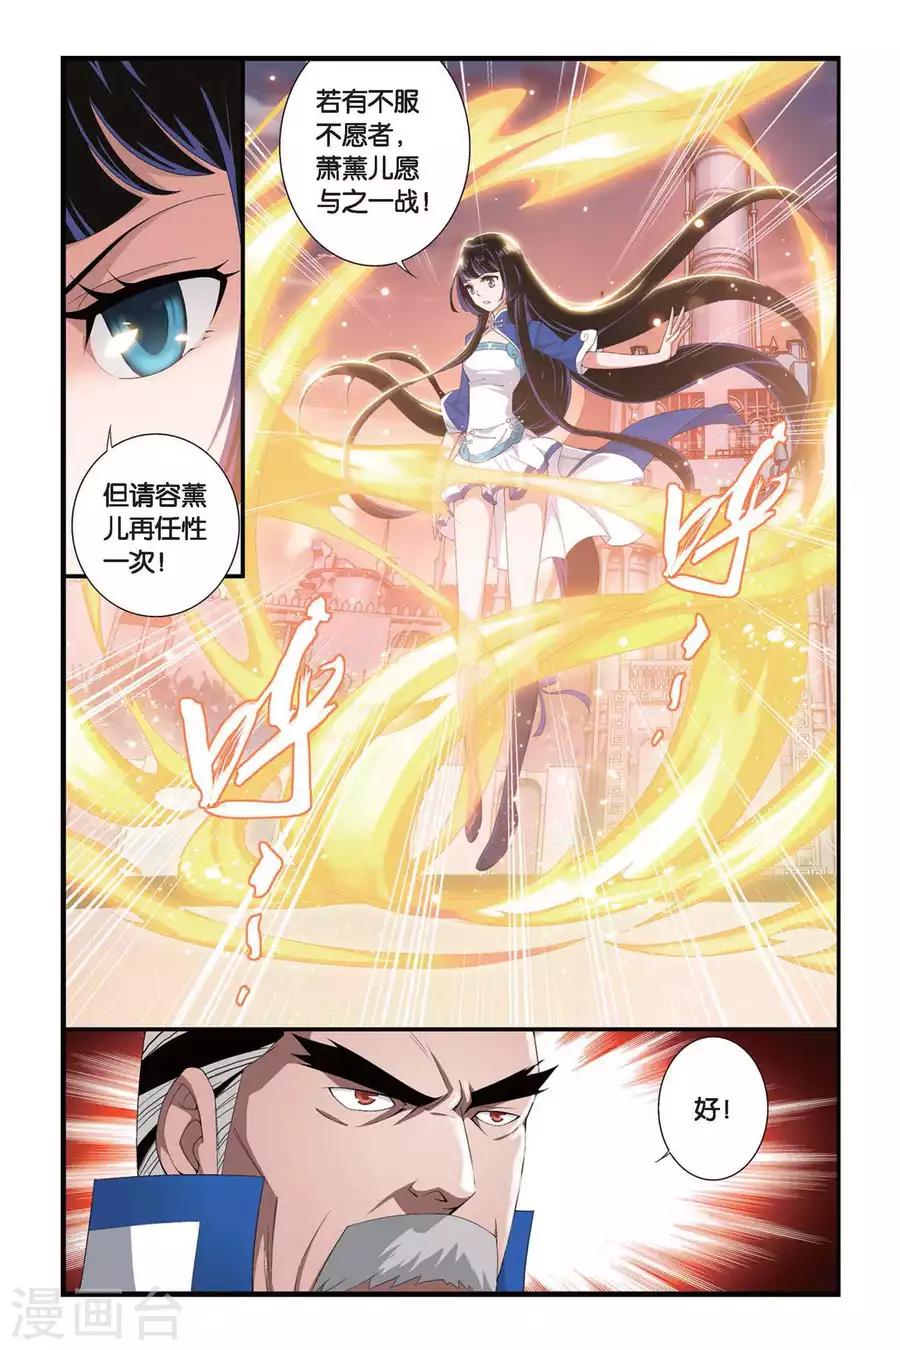 但请容薰
儿再任性
一次！
若有不服
不愿者，
萧薰儿愿
与之一战！
呼
呼
好！
漫画台